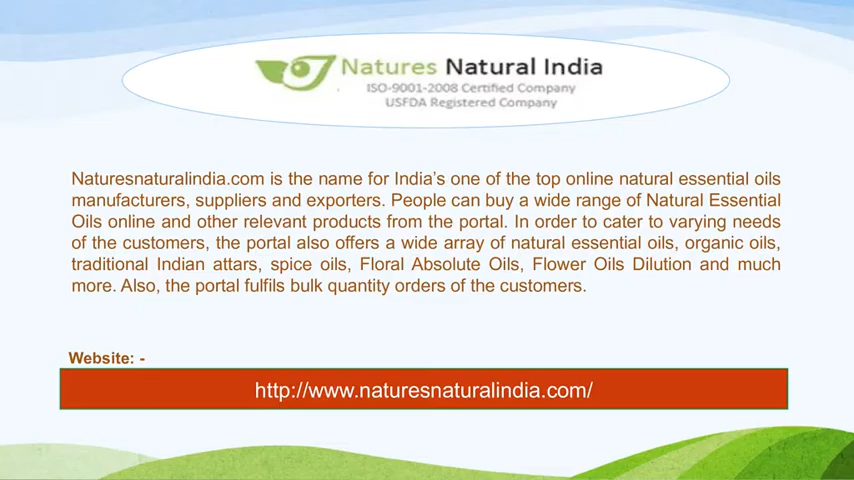 Natures Natural India
ISO-9001-2008 Certified Company
USFDA Registered Company
Naturesnaturalindia.com is the name for India's one of the top online natural essential oils
manufacturers, suppliers and exporters. People can buy a wide range of Natural Essential
Oils online and other relevant products from the portal. In order to cater to varying needs
of the customers, the portal also offers a wide array of natural essential oils, organic oils,
traditional Indian attars, spice oils, Floral Absolute Oils, Flower Oils Dilution and much
more. Also, the portal fulfils bulk quantity orders of the customers.
Website: -
http://www.naturesnaturalindia.com/